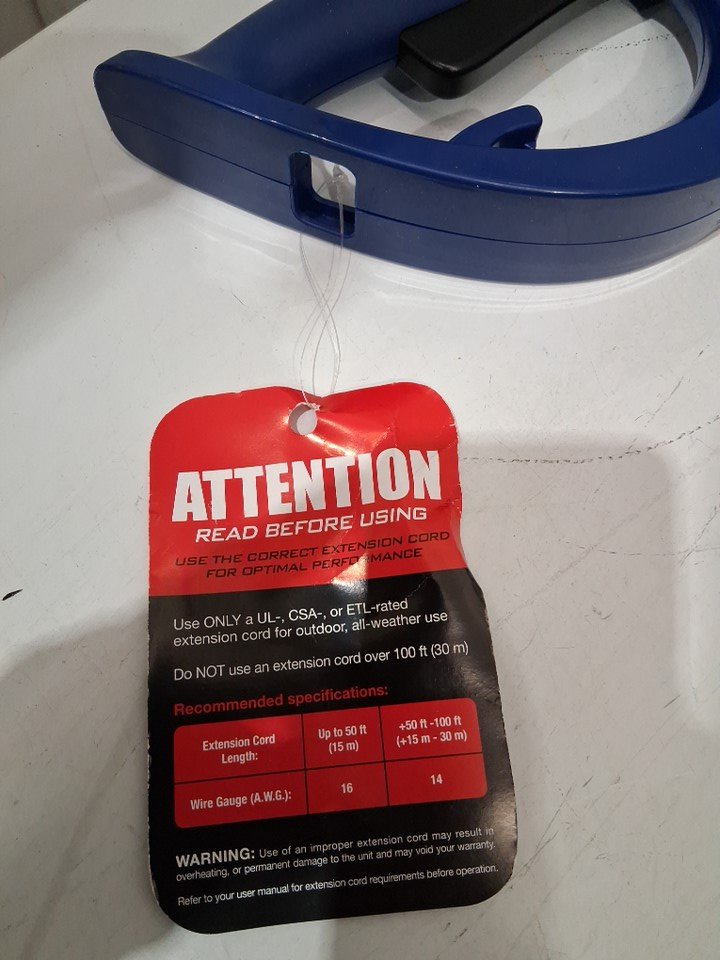 ATTENTION
READ BEFORE USING
USE THE CORRECT EXTENSION CORD
FOR OPTIMAL PERFORMANCE
Use ONLY a UL-, CSA-, or ETL-rated
extension cord for outdoor, all-weather use
Do NOT use an extension cord over 100 ft (30 m)
Recommended specifications:
Extension Cord
Length:
Up to 50 ft
(15 m)
+50 ft -100 ft
(+15 m - 30 m)
Wire Gauge (A.W.G.):
16
14
WARNING: Use of an improper extension cord may result in
overheating, or permanent damage to the unit and may void your warranty.
Refer to your user manual for extension cord requirements before operation.